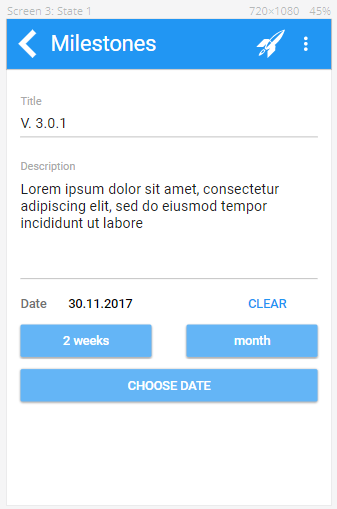 Screen 3: State 1 720×1080 45%
Milestones
Title
V. 3.0.1
Description
Lorem ipsum dolor sit amet, consectetur
adipiscing elit, sed do eiusmod tempor
incididunt ut labore
Date 30.11.2017 CLEAR
2 weeks month
CHOOSE DATE